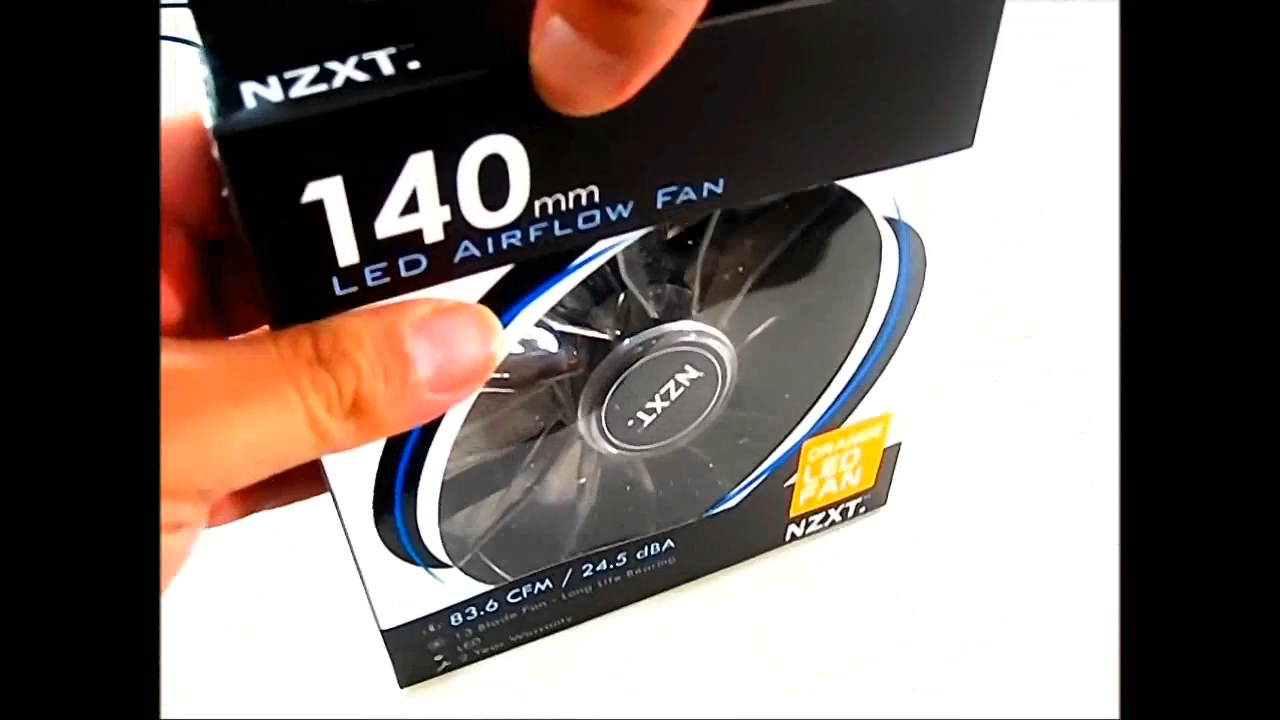 NZXT.
140mm
LED AIRFLOW FAN
NZXT.
ORANGE
LED
FAN
NZXT.
83.6 CFM / 24.5 dBA
13 Blade Fan - Long Life Bearing
LED
2 Year Warranty